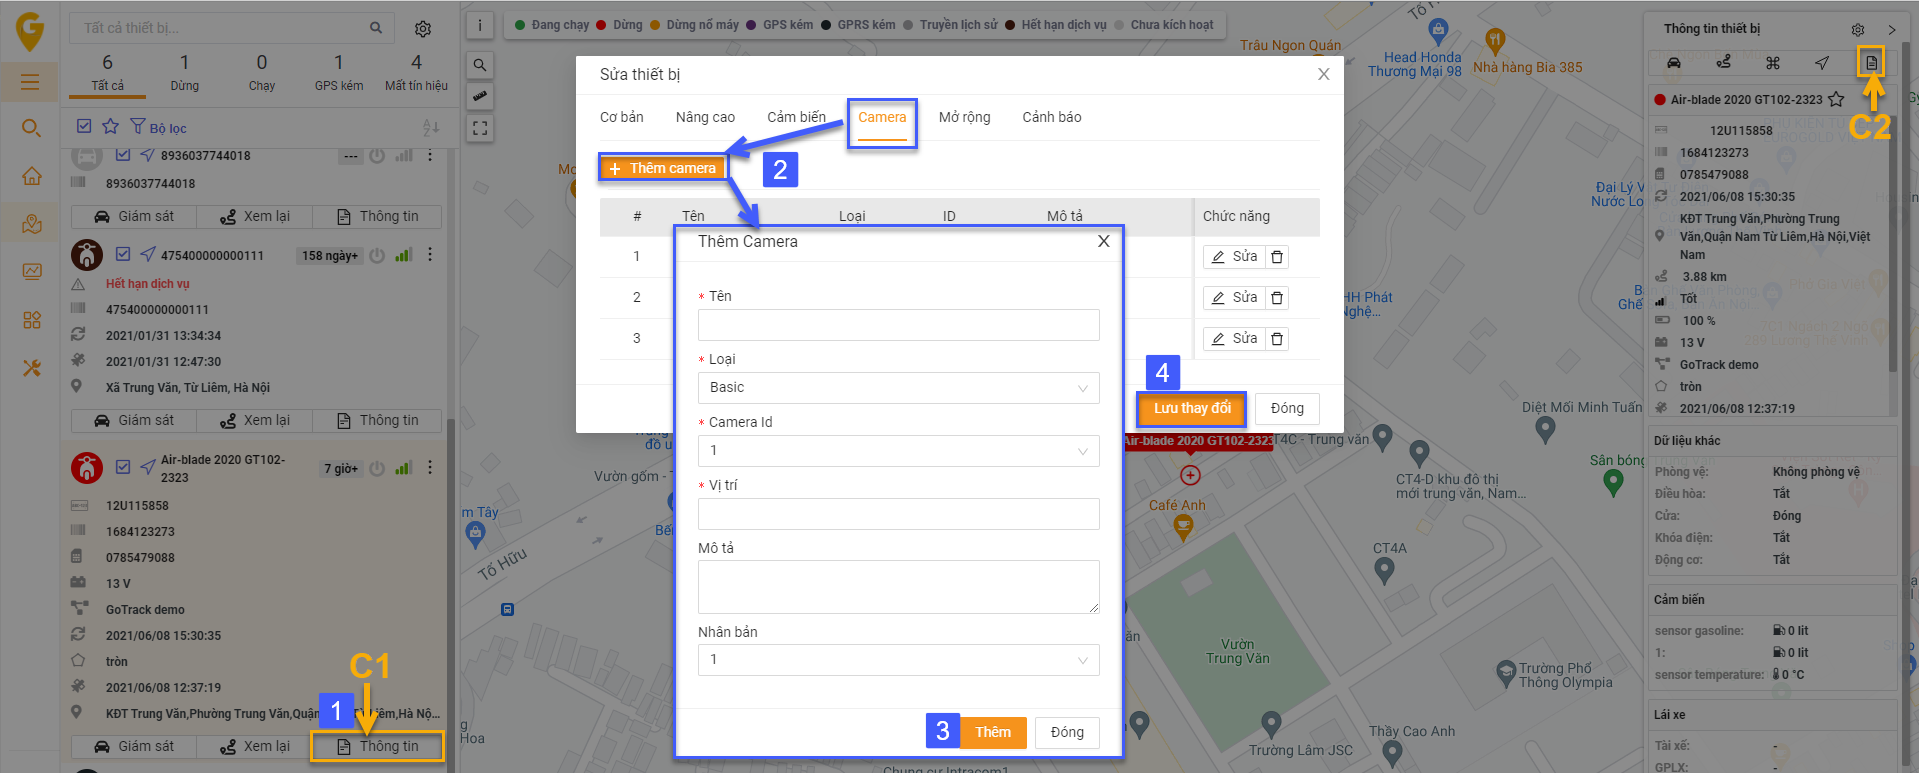 Tất cả thiết bị...
6
Tất cả
1
Dừng
0
Chạy
1
GPS kém
4
Mất tín hiệu
Bộ lọc
8936037744018
---
8936037744018
Giám sát
Xem lại
Thông tin
475400000000111
158 ngày+
Hết hạn dịch vụ
475400000000111
2021/01/31 13:34:34
2021/01/31 12:47:30
Xã Trung Văn, Từ Liêm, Hà Nội
Giám sát
Xem lại
Thông tin
Air-blade 2020 GT102-
2323
7 giờ+
12U115858
1684123273
0785479088
13 V
GoTrack demo
2021/06/08 15:30:35
tròn
2021/06/08 12:37:19
KĐT Trung Văn,Phường Trung Văn,Quận
Liêm,Hà Nộ...
C1
1
Giám sát
Xem lại
Thông tin
i
Đang chạy
Dừng
Dừng nổ máy
GPS kém
GPRS kém
Truyền lịch sử
Hết hạn dịch vụ
Chưa kích hoạt
Tố H
Trâu Ngon Quán
Head Honda
Thương Mại 98
Nhà hàng Bia 385
Sửa thiết bị
X
Cơ bản
Nâng cao
Cảm biến
Camera
Mở rộng
Cảnh báo
+ Thêm camera
2
#
Tên
Loại
ID
Mô tả
Chức năng
1
Sửa
2
Sửa
3
Sửa
4
Lưu thay đổi
Đóng
Thêm Camera
X
* Tên
* Loại
Basic
* Camera Id
1
* Vị trí
Mô tả
Nhân bản
1
3
Thêm
Đóng
Đại Lý V
Nước Lo
HH Phát
Nghệ...
Air-blade 2020 GT102-2323
T4C - Trung văn
Diệt Mối Minh Tuấn
Sân bóng
CT4-D khu đô thị
mới trung văn, Nam...
Café Anh
CT4A
Vườn
Trung Văn
Trường Phổ
Thông Olympia
Thầy Cao Anh
Trường Lâm JSC
Chung cư Intracom1
Vườn gốm - T
đồ u
m Tây
Bế
Tố Hữu
Hoa
Thông tin thiết bị
C2
Air-blade 2020 GT102-2323
12U115858
1684123273
0785479088
2021/06/08 15:30:35
KĐT Trung Văn,Phường Trung
Văn,Quận Nam Từ Liêm,Hà Nội,Việt
Nam
3.88 km
Tốt
100 %
13 V
GoTrack demo
tròn
2021/06/08 12:37:19
Dữ liệu khác
Phòng vệ: Không phòng vệ
Điều hòa: Tắt
Cửa: Đóng
Khóa điện: Tắt
Động cơ: Tắt
Cảm biến
sensor gasoline: 0 lit
1: 0 lit
sensor temperature: 0 °C
Lái xe
Tài xế: -
GPLX: -